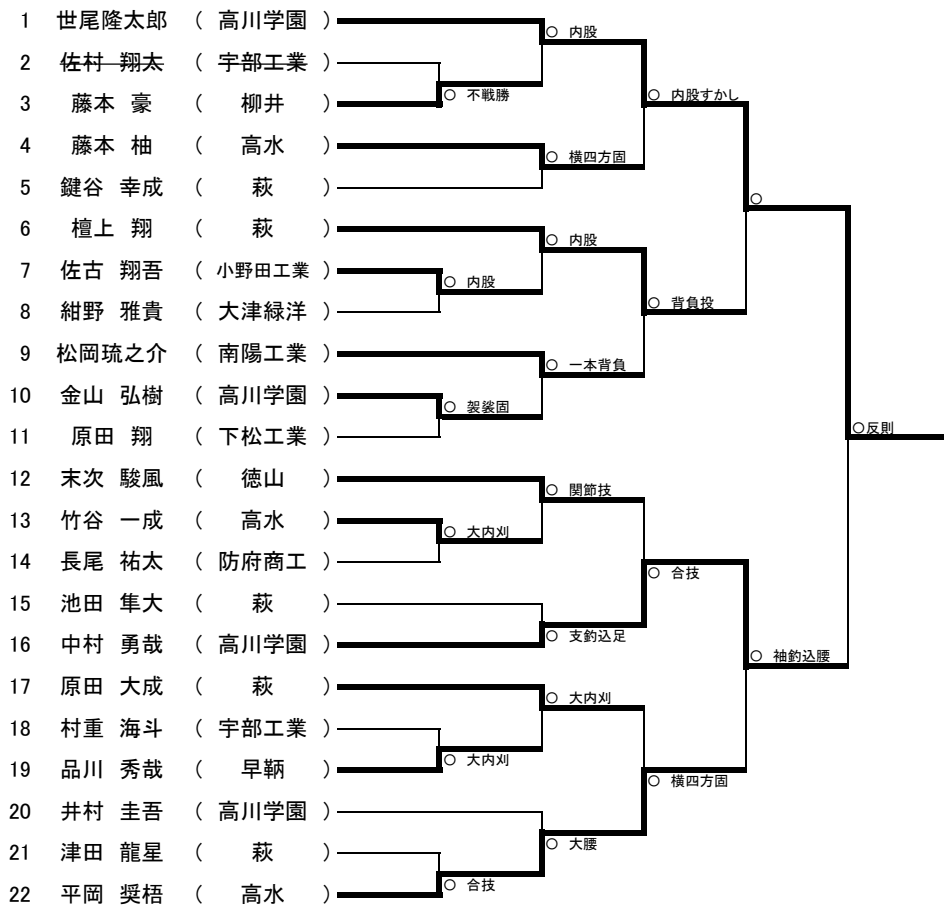 1 世尾隆太郎 ( 高川学園 )
○ 内股
2 佐村 翔太 ( 宇部工業 )
○ 不戦勝
3 藤本 豪 ( 柳井 )
○ 内股すかし
4 藤本 柚 ( 高水 )
○ 横四方固
5 鍵谷 幸成 ( 萩 )
○
6 檀上 翔 ( 萩 )
○ 内股
7 佐古 翔吾 ( 小野田工業 )
○ 内股
8 紺野 雅貴 ( 大津緑洋 )
○ 背負投
9 松岡琉之介 ( 南陽工業 )
○ 一本背負
10 金山 弘樹 ( 高川学園 )
○ 袈裟固
11 原田 翔 ( 下松工業 )
○反則
12 末次 駿風 ( 徳山 )
○ 関節技
13 竹谷 一成 ( 高水 )
○ 大内刈
14 長尾 祐太 ( 防府商工 )
○ 合技
15 池田 隼大 ( 萩 )
○ 支釣込足
16 中村 勇哉 ( 高川学園 )
○ 袖釣込腰
17 原田 大成 ( 萩 )
○ 大内刈
18 村重 海斗 ( 宇部工業 )
○ 大内刈
19 品川 秀哉 ( 早鞆 )
○ 横四方固
20 井村 圭吾 ( 高川学園 )
○ 大腰
21 津田 龍星 ( 萩 )
○ 合技
22 平岡 奨梧 ( 高水 )